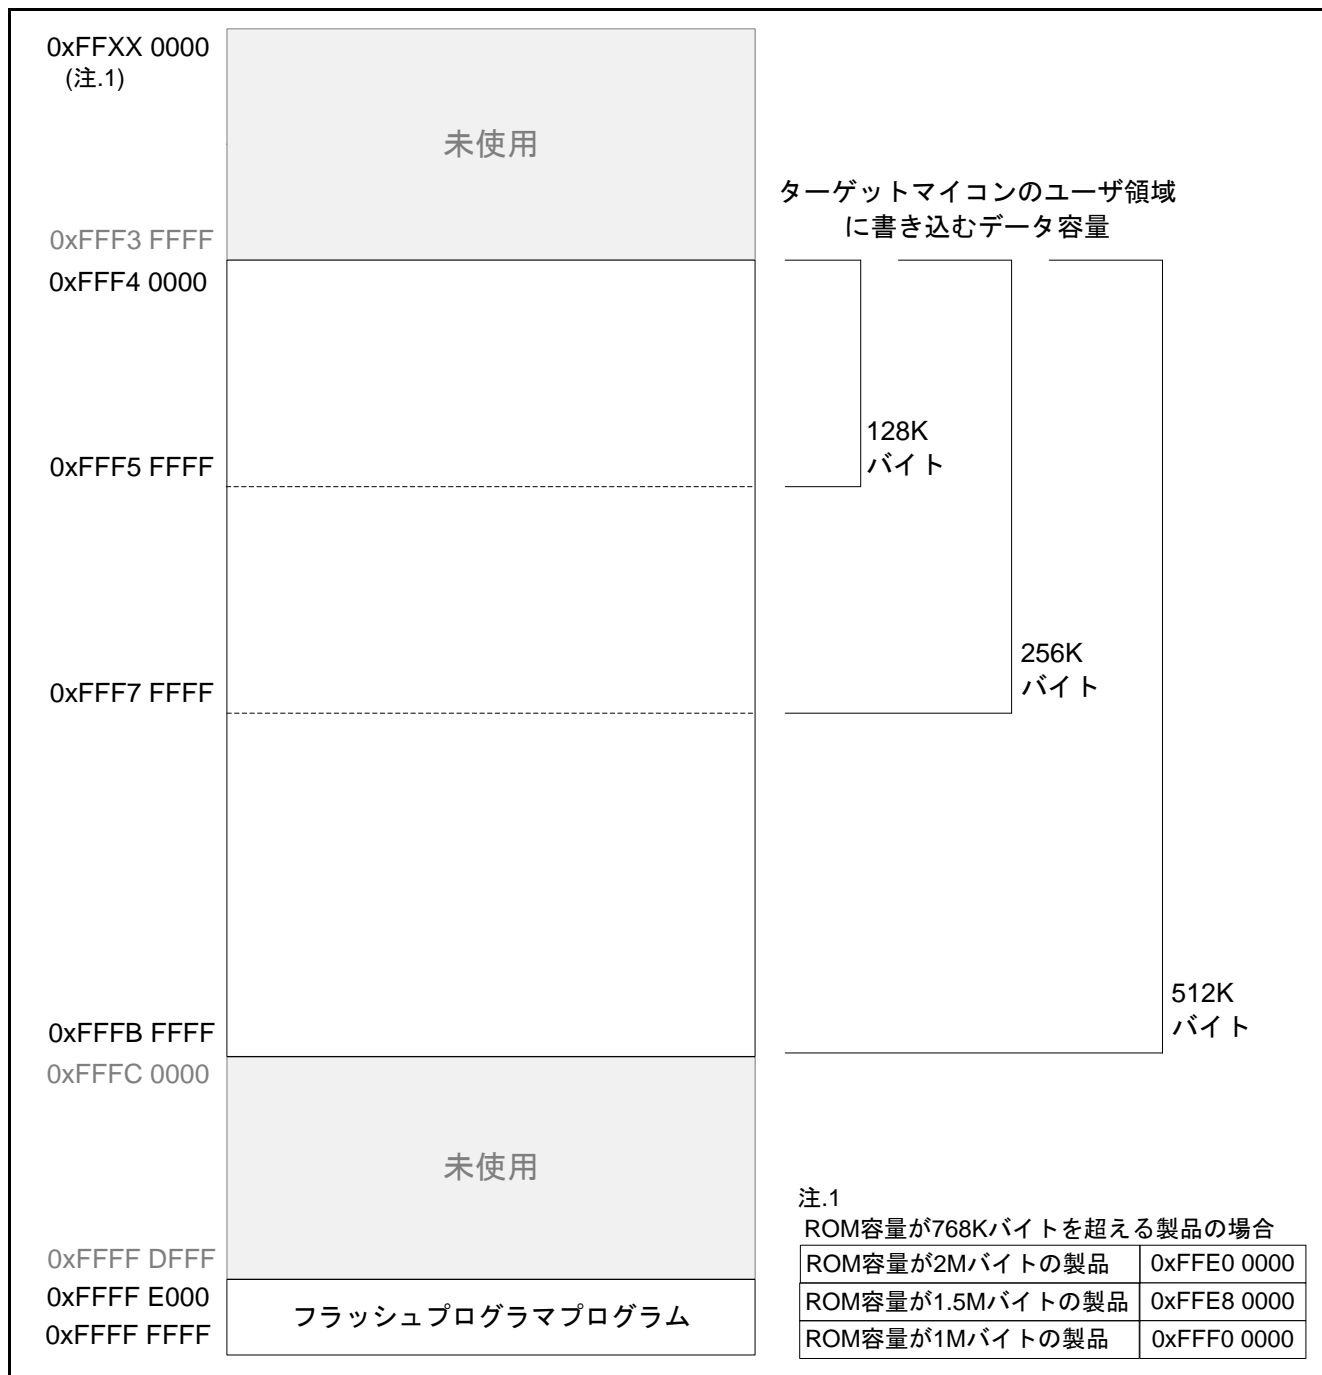 0xFFXX 0000
(注.1)
未使用
0xFFF3 FFFF
ターゲットマイコンのユーザ領域
に書き込むデータ容量
0xFFF4 0000
128K
バイト
0xFFF5 FFFF
256K
バイト
0xFFF7 FFFF
512K
バイト
0xFFFB FFFF
0xFFFC 0000
未使用
0xFFFF DFFF
0xFFFF E000
フラッシュプログラマプログラム
0xFFFF FFFF
注.1
ROM容量が768Kバイトを超える製品の場合
ROM容量が2Mバイトの製品 0xFFE0 0000
ROM容量が1.5Mバイトの製品 0xFFE8 0000
ROM容量が1Mバイトの製品 0xFFF0 0000